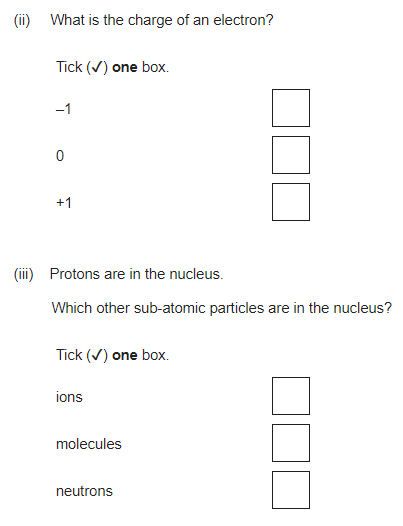 (ii) What is the charge of an electron?
Tick (✓) one box.
–1
0
+1
(iii) Protons are in the nucleus.
Which other sub-atomic particles are in the nucleus?
Tick (✓) one box.
ions
molecules
neutrons